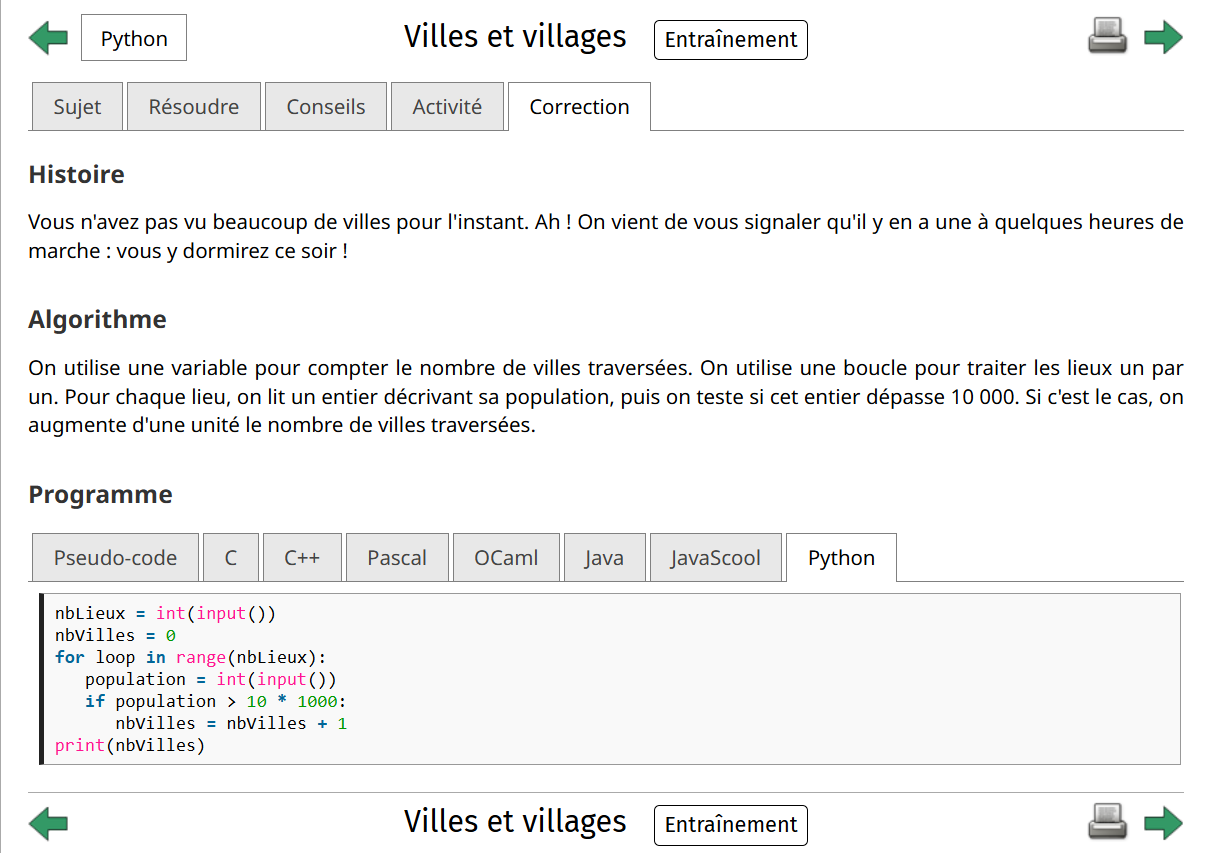 Python Villes et villages Entraînement
Sujet Résoudre Conseils Activité Correction
Histoire
Vous n'avez pas vu beaucoup de villes pour l'instant. Ah ! On vient de vous signaler qu'il y en a une à quelques heures de
marche : vous y dormirez ce soir !
Algorithme
On utilise une variable pour compter le nombre de villes traversées. On utilise une boucle pour traiter les lieux un par
un. Pour chaque lieu, on lit un entier décrivant sa population, puis on teste si cet entier dépasse 10 000. Si c'est le cas, on
augmente d'une unité le nombre de villes traversées.
Programme
Pseudo-code C C++ Pascal OCaml Java JavaScool Python
nbLieux = int(input())
nbVilles = 0
for loop in range(nbLieux):
   population = int(input())
   if population > 10 * 1000:
      nbVilles = nbVilles + 1
print(nbVilles)
Villes et villages Entraînement